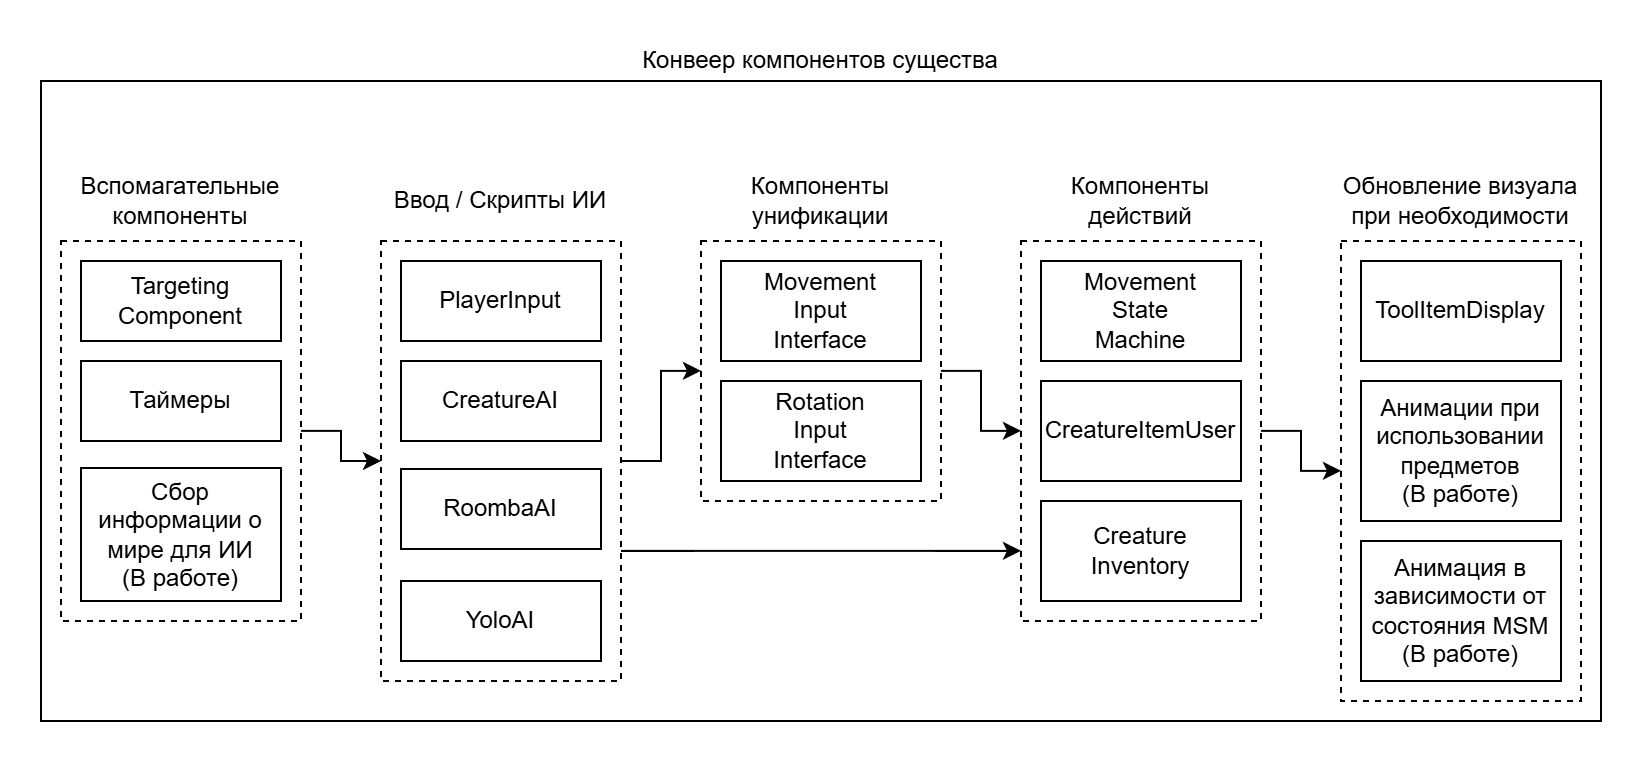 Конвеер компонентов существа
Вспомагательные
компоненты
Targeting
Component
Таймеры
Сбор
информации о
мире для ИИ
(В работе)
Ввод / Скрипты ИИ
PlayerInput
CreatureAI
RoombaAI
YoloAI
Компоненты
унификации
Movement
Input
Interface
Rotation
Input
Interface
Компоненты
действий
Movement
State
Machine
CreatureItemUser
Creature
Inventory
Обновление визуала
при необходимости
ToolItemDisplay
Анимации при
использовании
предметов
(В работе)
Анимация в
зависимости от
состояния MSM
(В работе)